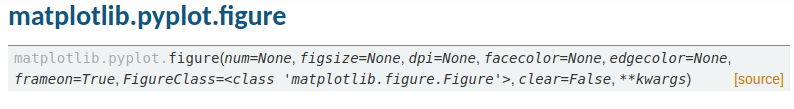 matplotlib.pyplot.figure
matplotlib.pyplot.figure(num=None, figsize=None, dpi=None, facecolor=None, edgecolor=None,
frameon=True, FigureClass=<class 'matplotlib.figure.Figure'>, clear=False, **kwargs) [source]